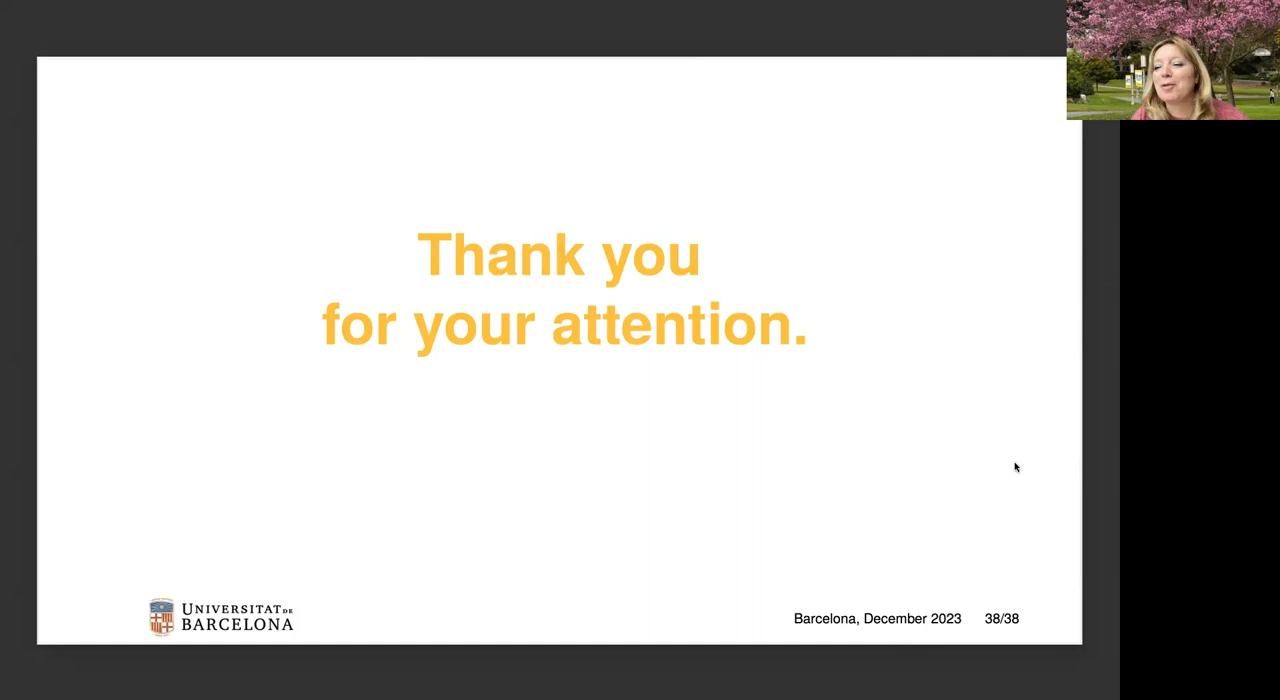 Thank you
for your attention.
UNIVERSITAT DE
BARCELONA
Barcelona, December 2023 38/38